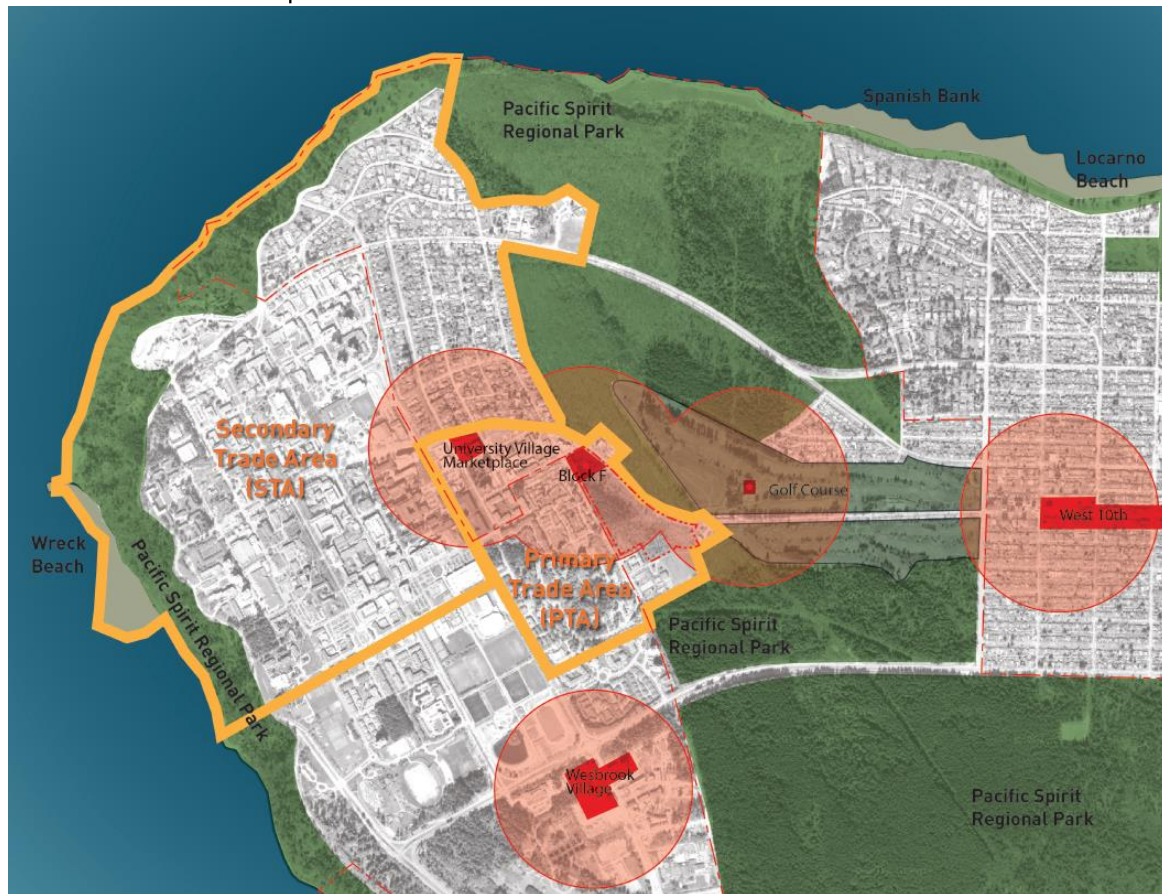 Pacific Spirit
Regional Park
Spanish Bank
Locarno
Beach
Secondary
Trade Area
(STA)
University Village
Marketplace
Block F
Golf Course
West 10th
Wreck
Beach
Pacific Spirit Regional Park
Primary
Trade Area
(PTA)
Pacific Spirit
Regional Park
Wesbrook
Village
Pacific Spirit
Regional Park